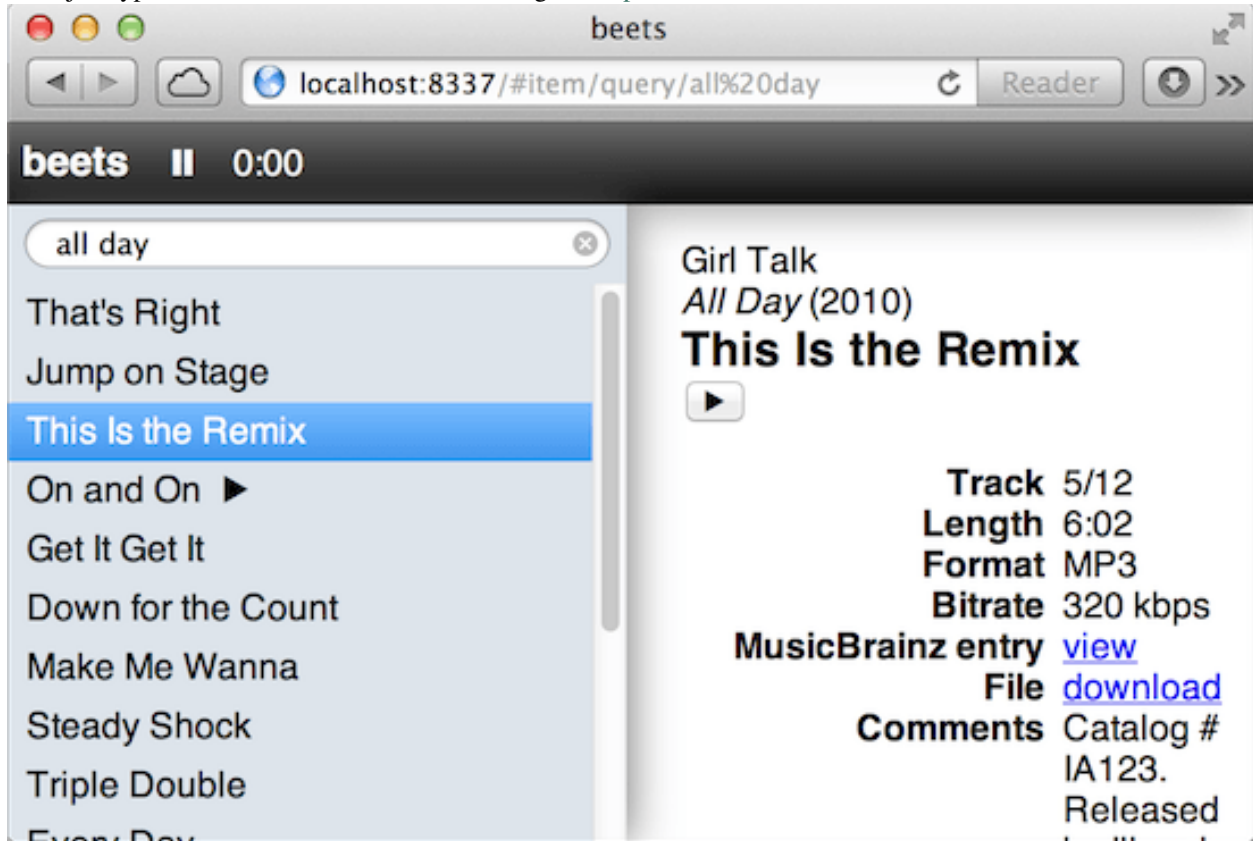 beets
localhost:8337/#item/query/all%20day
Reader
beets 0:00
all day
That's Right
Jump on Stage
This Is the Remix
On and On
Get It Get It
Down for the Count
Make Me Wanna
Steady Shock
Triple Double
Every Day
Girl Talk
All Day (2010)
This Is the Remix
Track 5/12
Length 6:02
Format MP3
Bitrate 320 kbps
MusicBrainz entry view
File download
Comments Catalog #
IA123.
Released